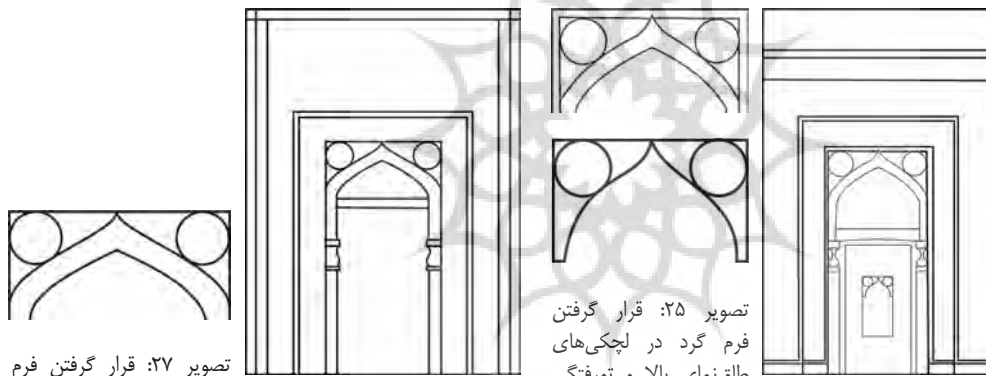 تصویر ۲۵: قرار گرفتن
فرم گرد در لچکی‌های
تصویر ۲۷: قرار گرفتن فرم